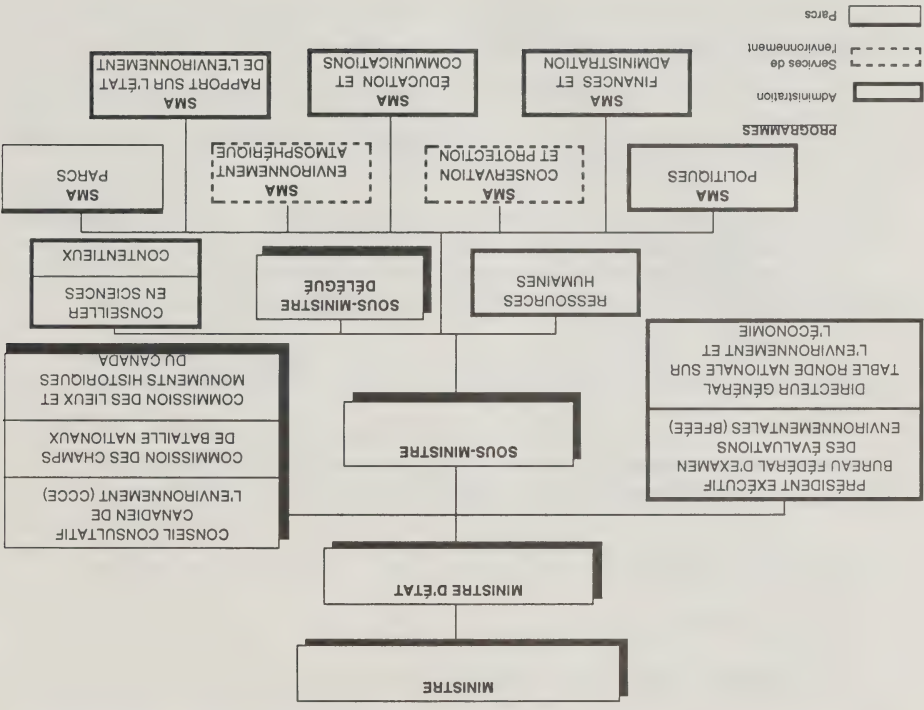 MINISTRE
MINISTRE D'ÉTAT
PRÉSIDENT EXÉCUTIF
BUREAU FÉDÉRAL D'EXAMEN
DES ÉVALUATIONS
ENVIRONNEMENTALES (BFEÉE)
DIRECTEUR GÉNÉRAL
TABLE RONDE NATIONALE SUR
L'ENVIRONNEMENT ET
L'ÉCONOMIE
SOUS-MINISTRE
CONSEIL CONSULTATIF
CANADIEN DE
L'ENVIRONNEMENT (CCCE)
COMMISSION DES CHAMPS
DE BATAILLE NATIONAUX
COMMISSION DES LIEUX ET
MONUMENTS HISTORIQUES
DU CANADA
RESSOURCES
HUMAINES
SOUS-MINISTRE
DÉLÉGUÉ
CONSEILLER
EN SCIENCES
CONTENTIEUX
SMA
POLITIQUES
SMA
CONSERVATION
ET PROTECTION
SMA
ENVIRONNEMENT
ATMOSPHÉRIQUE
SMA
PARCS
SMA
FINANCES ET
ADMINISTRATION
SMA
ÉDUCATION ET
COMMUNICATIONS
SMA
RAPPORT SUR L'ÉTAT
DE L'ENVIRONNEMENT
PROGRAMMES
Administration
Services de
l'environnement
Parcs